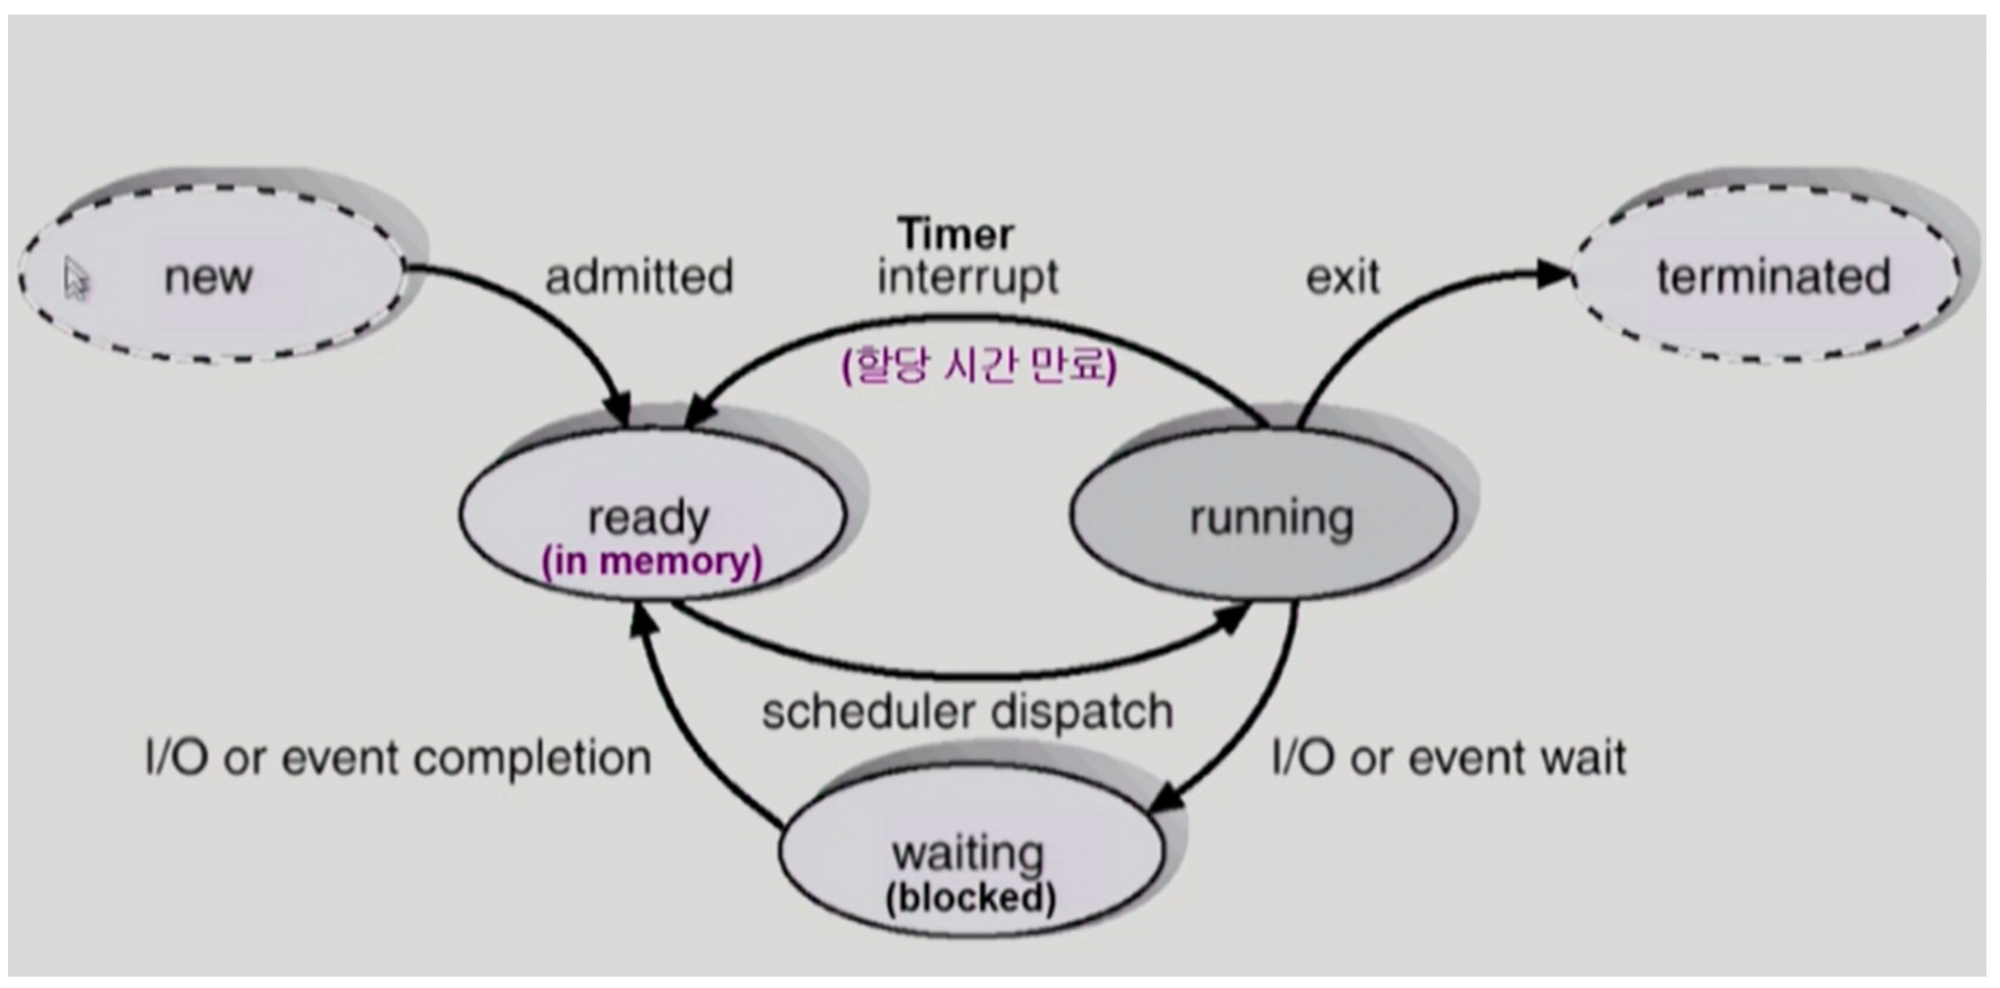 Timer
new
admitted
interrupt
exit
terminated
(할당 시간 만료)
ready
(in memory)
running
scheduler dispatch
I/O or event completion
I/O or event wait
waiting
(blocked)